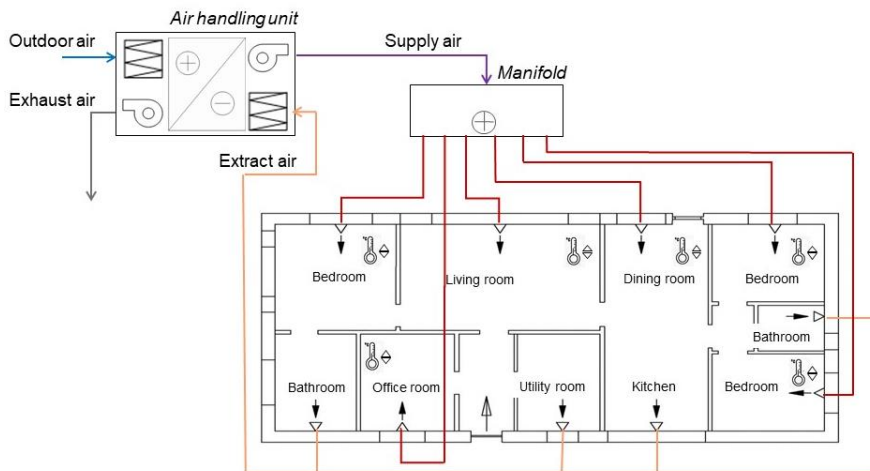 Air handling unit
Outdoor air
Supply air
Manifold
Exhaust air
Extract air
Bedroom
Living room
Dining room
Bedroom
Bathroom
Bathroom
Office room
Utility room
Kitchen
Bedroom